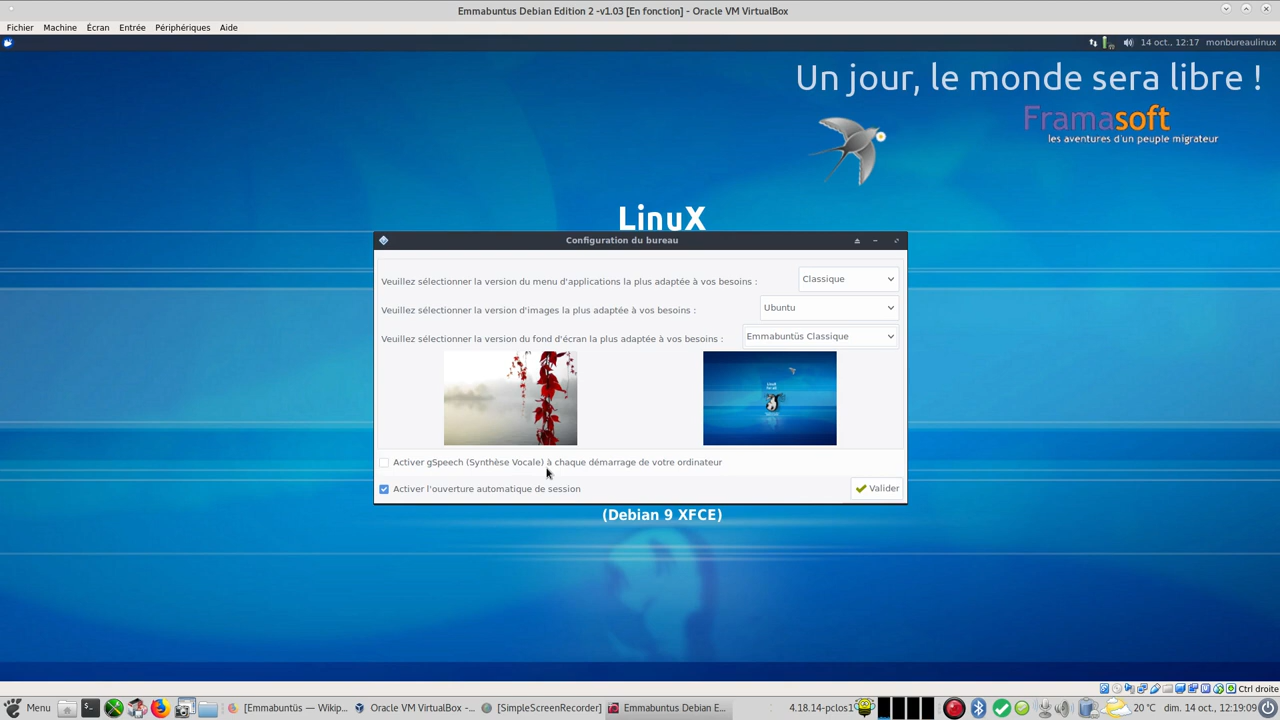 Emmabuntus Debian Edition 2 -v1.03 [En fonction] - Oracle VM VirtualBox
Fichier Machine Écran Entrée Périphériques Aide
14 oct., 12:17 monbureaulinux
Un jour, le monde sera libre !
Framasoft
les aventures d'un peuple migrateur
LinuX
Configuration du bureau
Veuillez sélectionner la version du menu d'applications la plus adaptée à vos besoins : Classique
Veuillez sélectionner la version d'images la plus adaptée à vos besoins : Ubuntu
Veuillez sélectionner la version du fond d'écran la plus adaptée à vos besoins : Emmabuntüs Classique
Activer gSpeech (Synthèse Vocale) à chaque démarrage de votre ordinateur
Activer l'ouverture automatique de session Valider
(Debian 9 XFCE)
Ctrl droite
Menu [Emmabuntüs — Wikip... Oracle VM VirtualBox -... [SimpleScreenRecorder] Emmabuntus Debian E... 4.18.14-pclos1 20 °C dim. 14 oct., 12:19:09